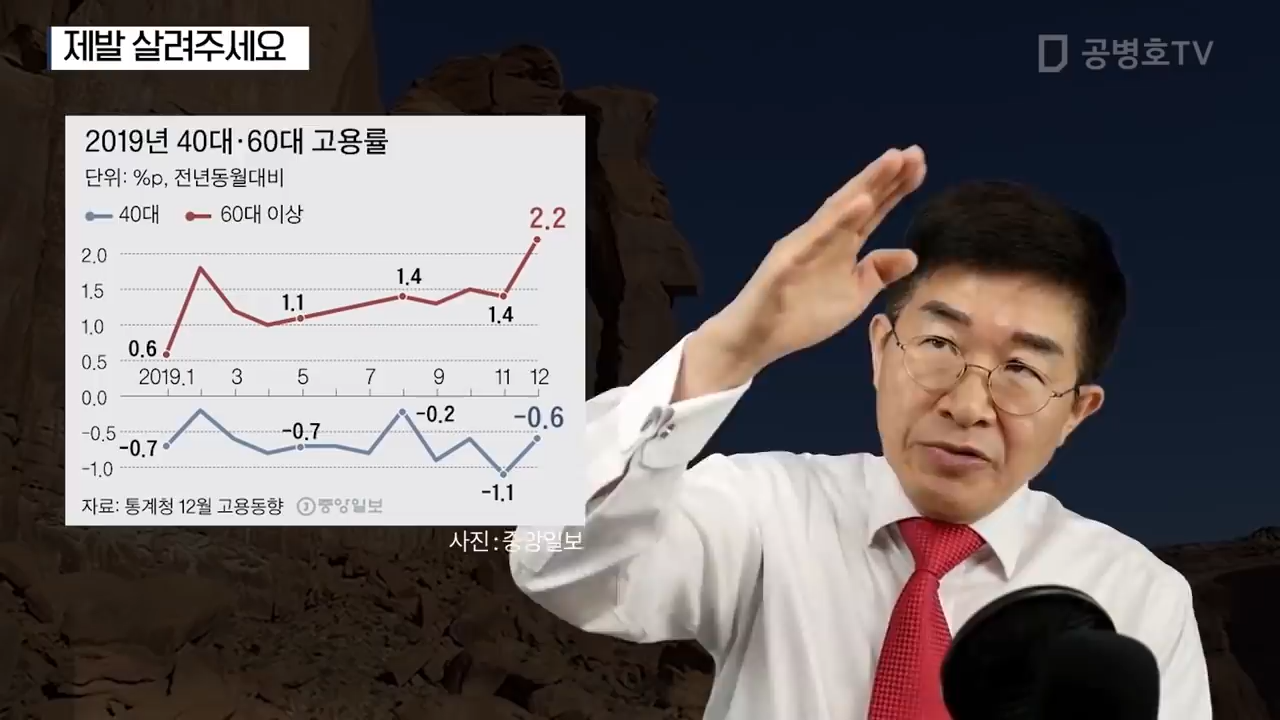 제발 살려주세요
공병호TV
2019년 40대·60대 고용률
단위: %p, 전년동월대비
40대 60대 이상
2.2
2.0
1.5
1.4
1.1
1.4
1.0
0.6
0.5
2019.1 3 5 7 9 11 12
0.0
-0.2
-0.6
-0.5
-0.7
-0.7
-1.0
-1.1
자료: 통계청 12월 고용동향 중앙일보
사진:중앙일보